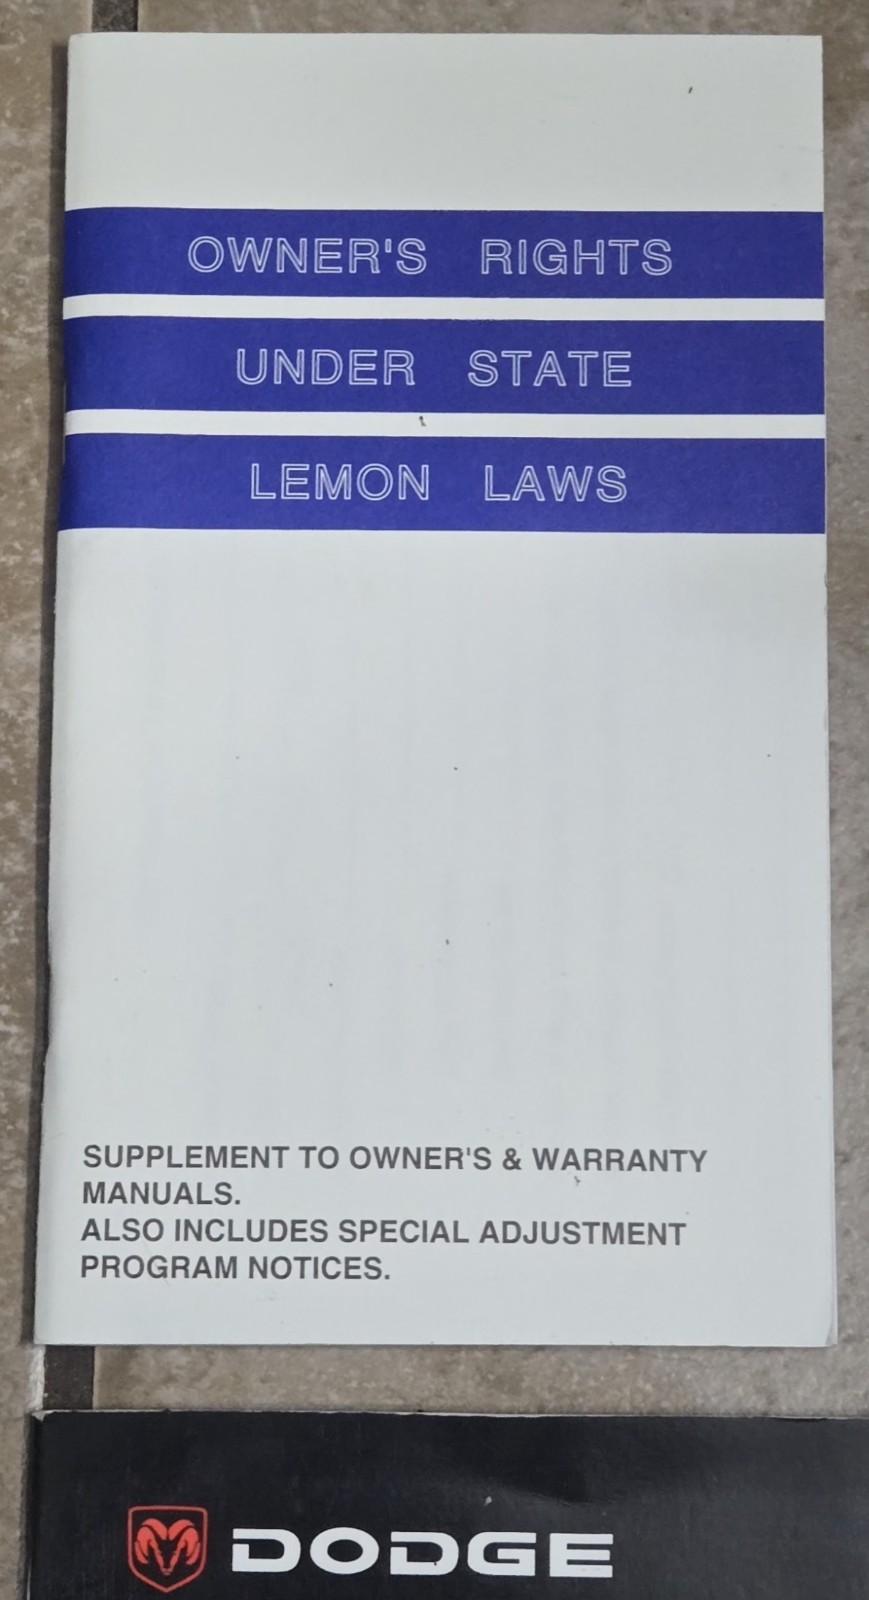 OWNER'S RIGHTS
UNDER STATE
LEMON LAWS
SUPPLEMENT TO OWNER'S & WARRANTY
MANUALS.
ALSO INCLUDES SPECIAL ADJUSTMENT
PROGRAM NOTICES.
DODGE